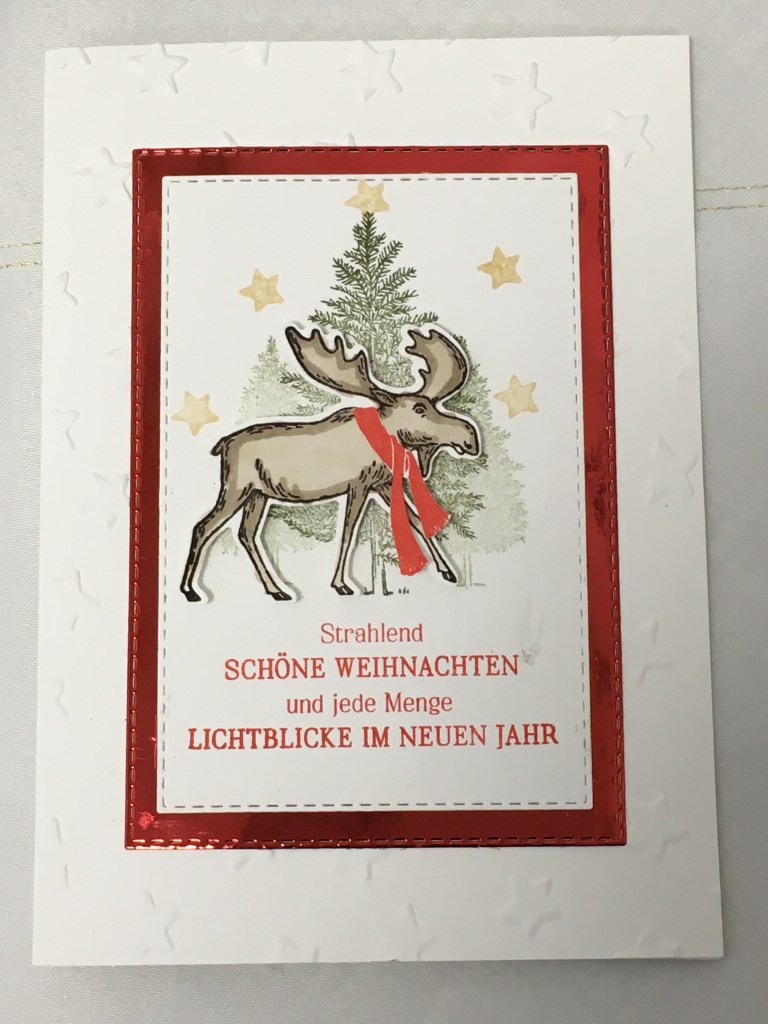 Strahlend
SCHÖNE WEIHNACHTEN
und jede Menge
LICHTBLICKE IM NEUEN JAHR